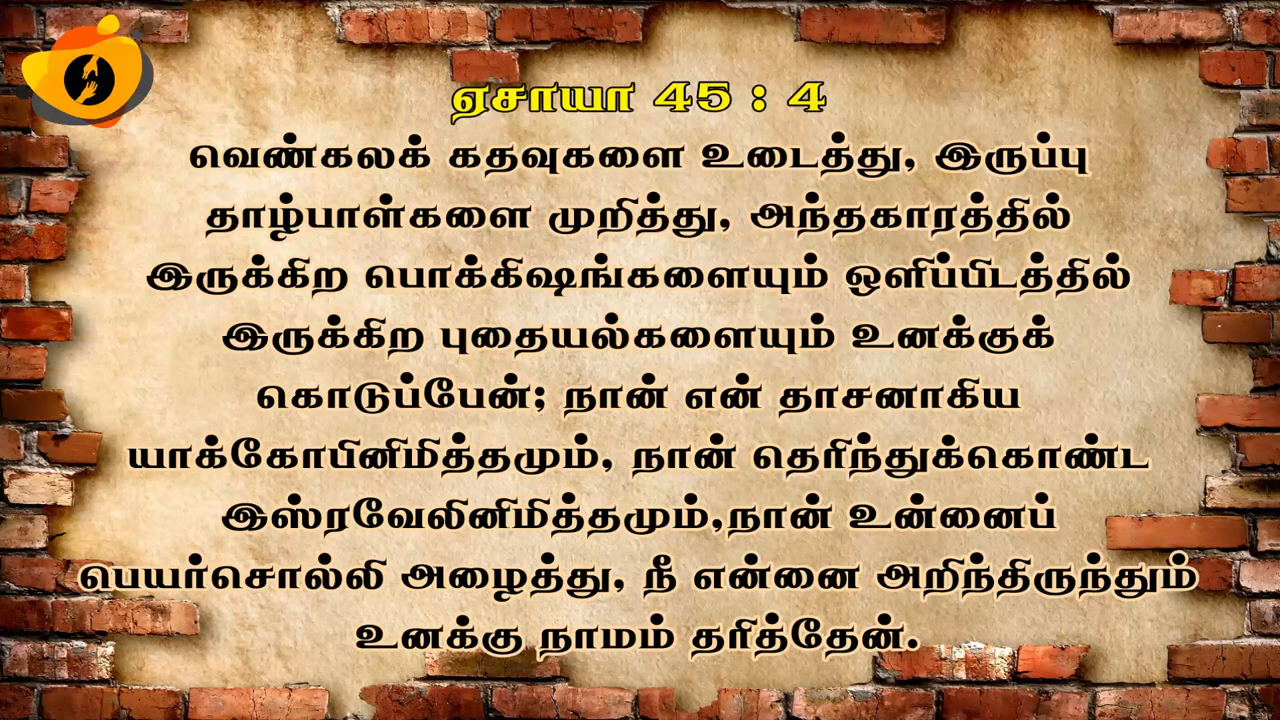 ஏசாயா 45 : 4
வெண்கலக் கதவுகளை உடைத்து, இருப்பு
தாழ்பாள்களை முறித்து, அந்தகாரத்தில்
இருக்கிற பொக்கிஷங்களையும் ஒளிப்பிடத்தில்
இருக்கிற புதையல்களையும் உனக்குக்
கொடுப்பேன்; நான் என் தாசனாகிய
யாக்கோபினிமித்தமும், நான் தெரிந்துக்கொண்ட
இஸ்ரவேலினிமித்தமும்,நான் உன்னைப்
பெயர்சொல்லி அழைத்து, நீ என்னை அறிந்திருந்தும்
உனக்கு நாமம் தரித்தேன்.